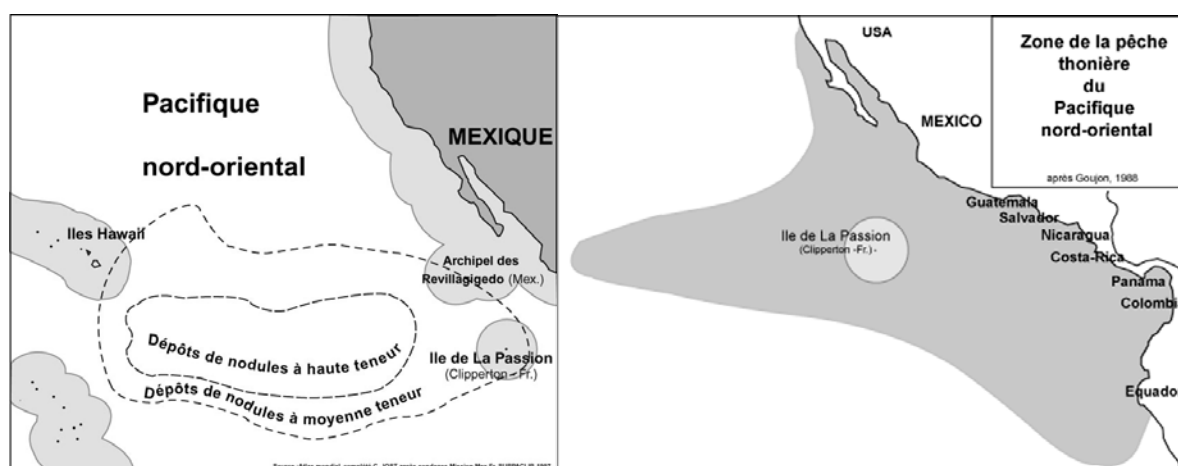 Pacifique
nord-oriental
MEXIQUE
Iles Hawaiï
Archipel des
Revillagigedo (Mex.)
Dépôts de nodules à haute teneur
Ile de La Passion
(Clipperton - Fr.)
Dépôts de nodules à moyenne teneur
USA
MEXICO
Zone de la pêche
thonière
du
Pacifique
nord-oriental
après Goujon, 1988
Guatemala
Salvador
Nicaragua
Costa-Rica
Panama
Colombi
Equador
Ile de La Passion
(Clipperton -Fr.) -